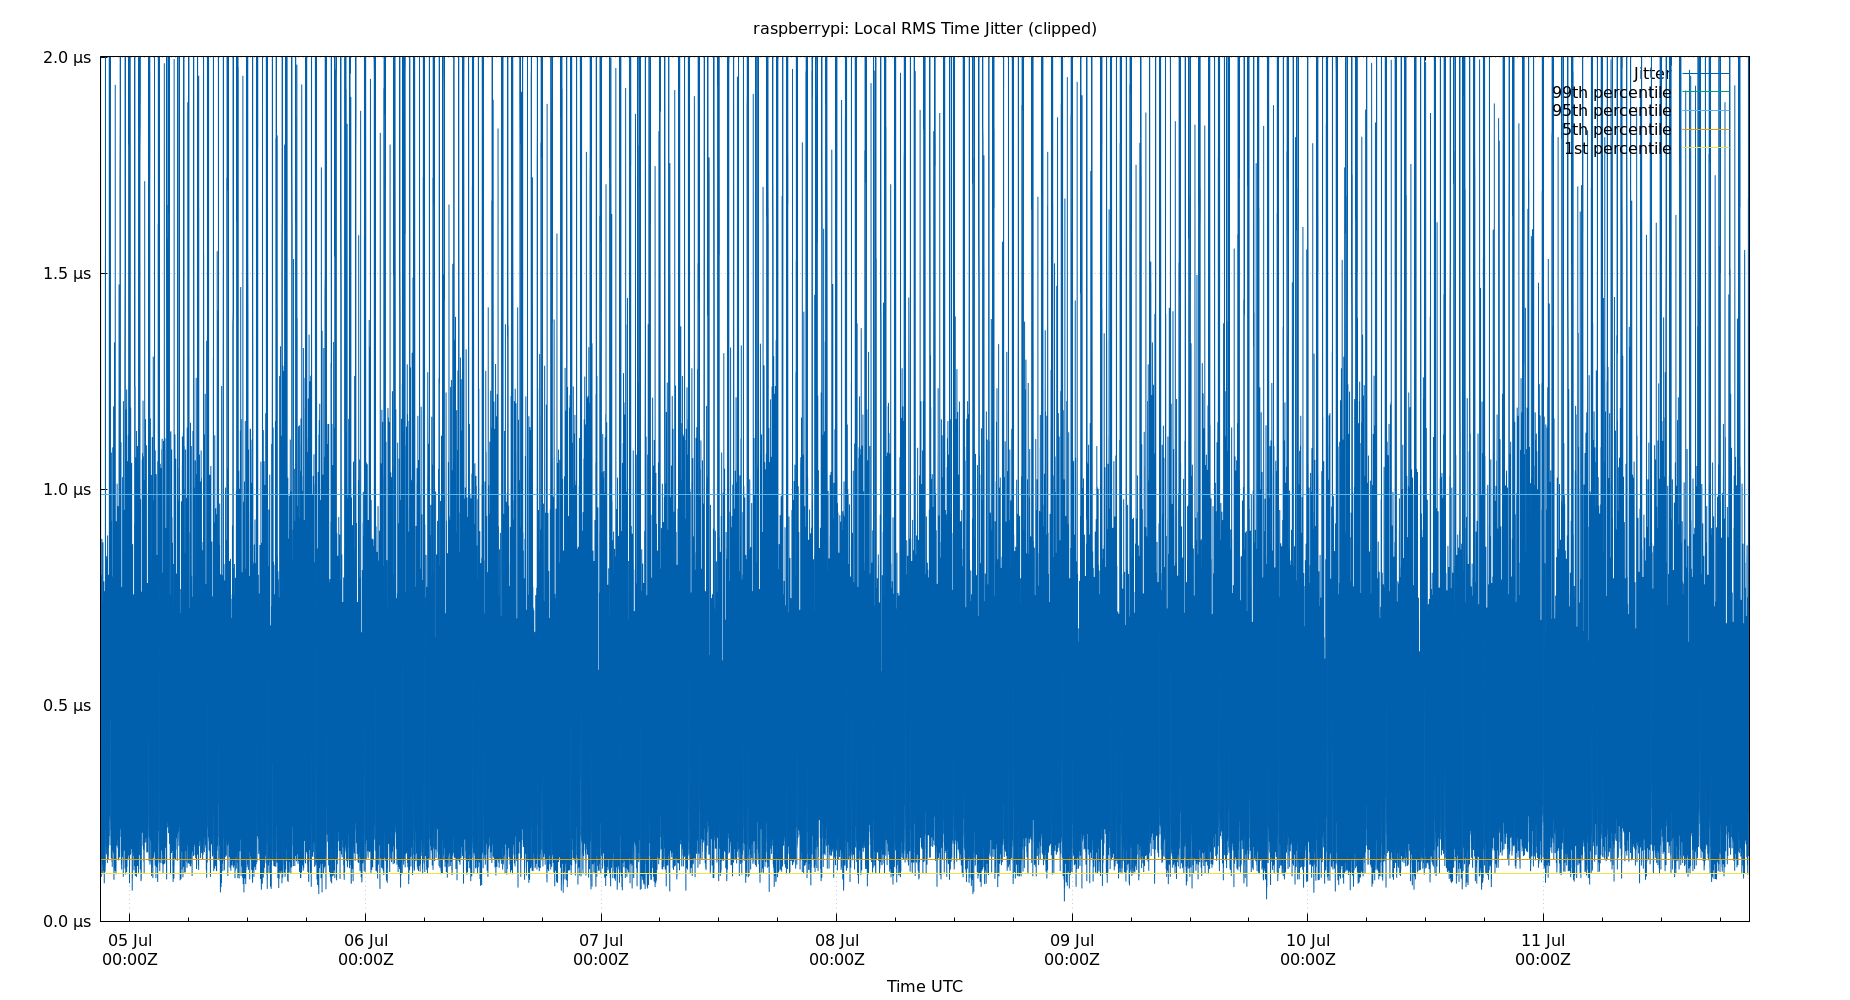 raspberrypi: Local RMS Time Jitter (clipped)
2.0 μs
1.5 μs
1.0 μs
0.5 μs
0.0 μs
Jitter
99th percentile
95th percentile
5th percentile
1st percentile
05 Jul 06 Jul 07 Jul 08 Jul 09 Jul 10 Jul 11 Jul
00:00Z 00:00Z 00:00Z 00:00Z 00:00Z 00:00Z 00:00Z
Time UTC